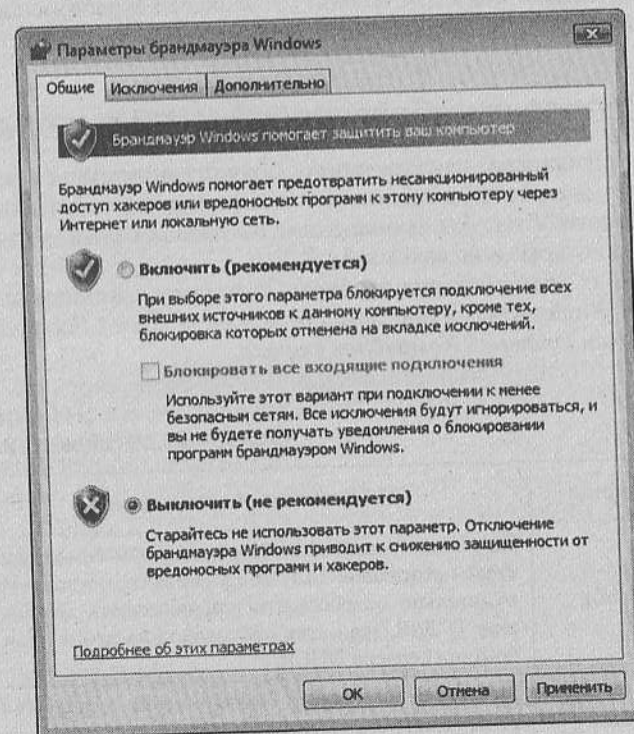 Параметры брандмауэра Windows
Общие Исключения Дополнительно
Брандмауэр Windows помогает защитить ваш компьютер
Брандмауэр Windows помогает предотвратить несанкционированный
доступ хакеров или вредоносных программ к этому компьютеру через
Интернет или локальную сеть.
Включить (рекомендуется)
При выборе этого параметра блокируется подключение всех
внешних источников к данному компьютеру, кроме тех,
блокировка которых отменена на вкладке исключений.
Блокировать все входящие подключения
Используйте этот вариант при подключении к менее
безопасным сетям. Все исключения будут игнорироваться, и
вы не будете получать уведомления о блокировании
программ брандмауэром Windows.
Выключить (не рекомендуется)
Старайтесь не использовать этот параметр. Отключение
брандмауэра Windows приводит к снижению защищенности от
вредоносных программ и хакеров.
Подробнее об этих параметрах
ОК Отмена Применить